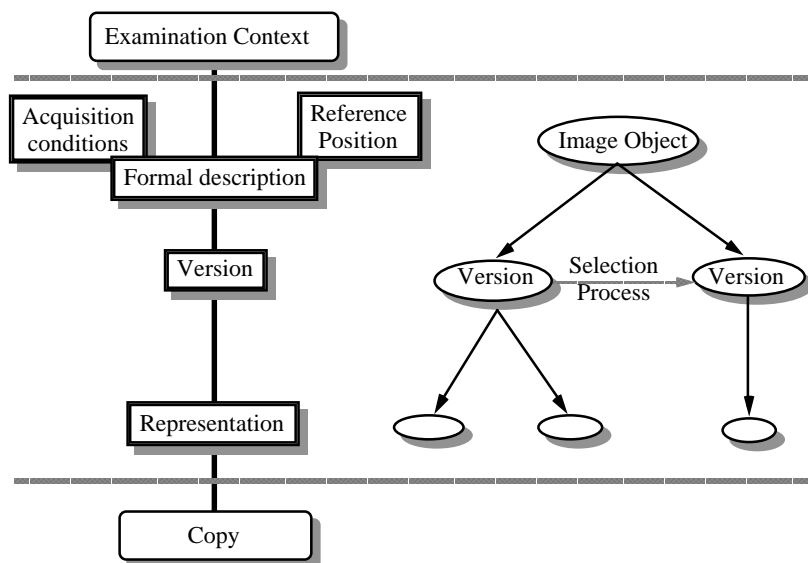 Examination Context
Acquisition
conditions
Reference
Position
Formal description
Version
Representation
Copy
Image Object
Version
Selection
Process
Version